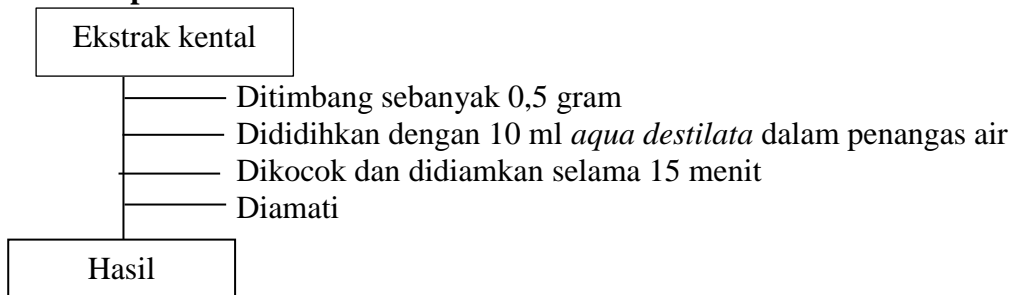 Ekstrak kental
Ditimbang sebanyak 0,5 gram
Dididihkan dengan 10 ml aqua destilata dalam penangas air
Dikocok dan didiamkan selama 15 menit
Diamati
Hasil